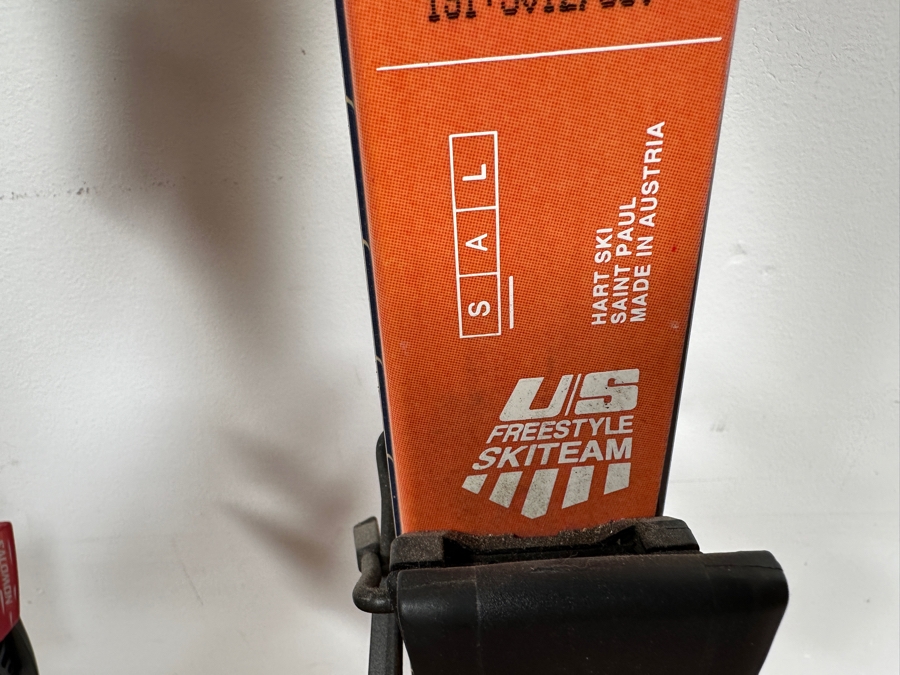 S A L
HART SKI
SAINT PAUL
MADE IN AUSTRIA
US
FREESTYLE
SKITEAM